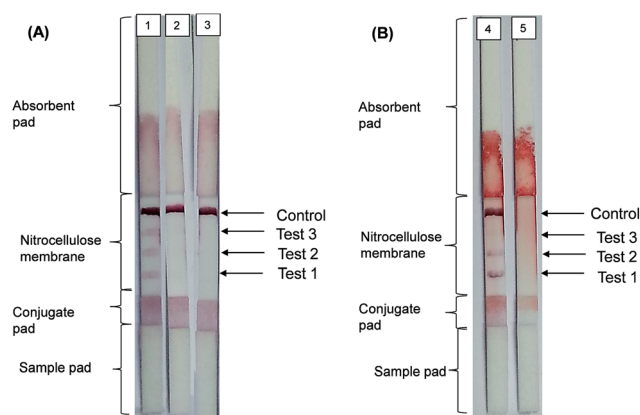 (A)
1 2 3
Absorbent
pad
Nitrocellulose
membrane
Conjugate
pad
Sample pad
Control
Test 3
Test 2
Test 1
(B)
4 5
Absorbent
pad
Nitrocellulose
membrane
Conjugate
pad
Sample pad
Control
Test 3
Test 2
Test 1